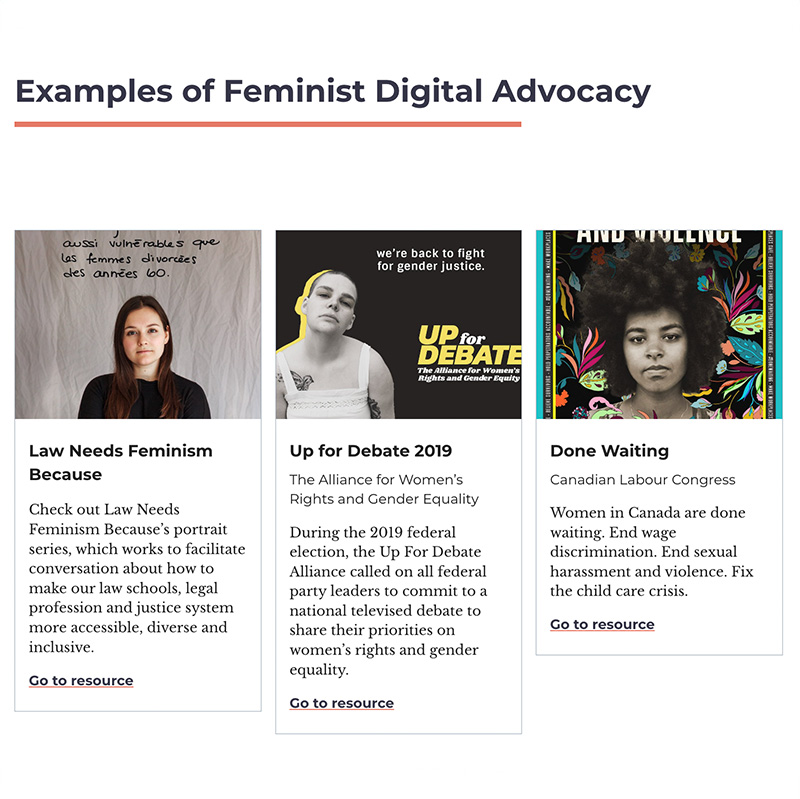 Examples of Feminist Digital Advocacy
aussi vulnérables que
les femmes divorcées
des années 60.
we're back to fight
for gender justice.
UP for
DEBATE
The Alliance for Women's
Rights and Gender Equity
AND VIOLENCE
Law Needs Feminism
Because
Check out Law Needs
Feminism Because's portrait
series, which works to facilitate
conversation about how to
make our law schools, legal
profession and justice system
more accessible, diverse and
inclusive.
Go to resource
Up for Debate 2019
The Alliance for Women's
Rights and Gender Equality
During the 2019 federal
election, the Up For Debate
Alliance called on all federal
party leaders to commit to a
national televised debate to
share their priorities on
women's rights and gender
equality.
Go to resource
Done Waiting
Canadian Labour Congress
Women in Canada are done
waiting. End wage
discrimination. End sexual
harassment and violence. Fix
the child care crisis.
Go to resource